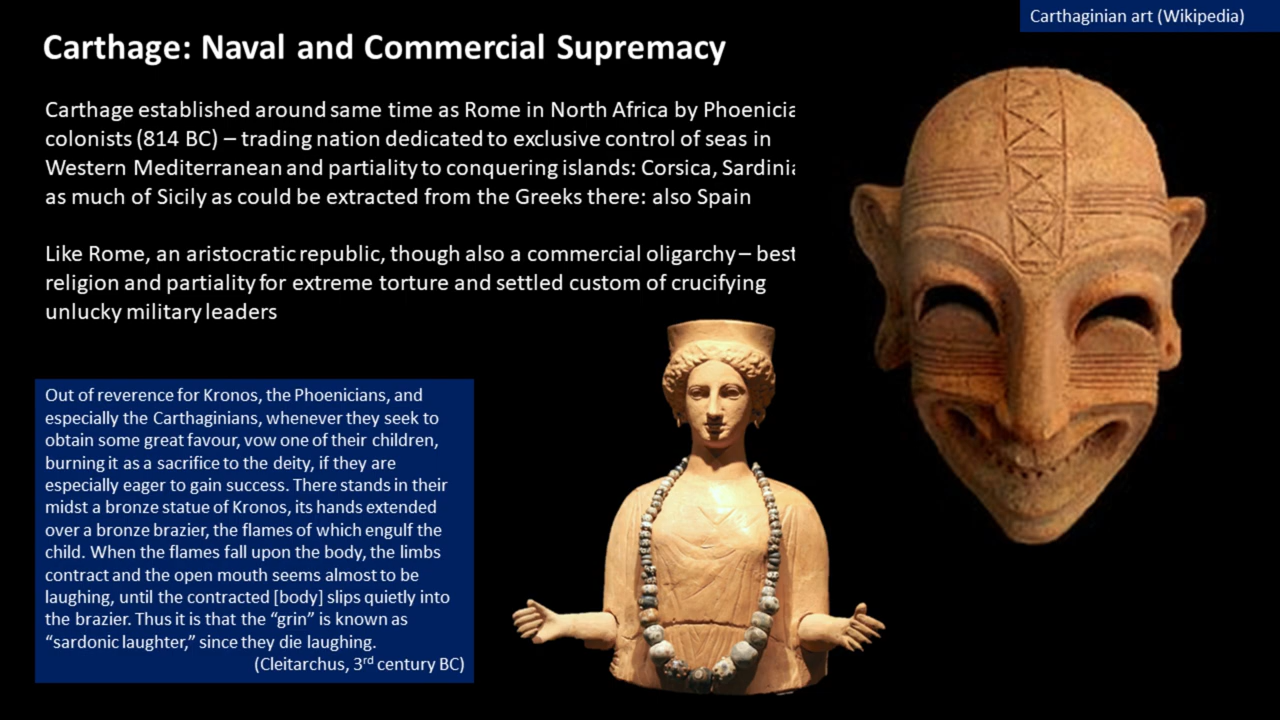 Carthaginian art (Wikipedia)
Carthage: Naval and Commercial Supremacy
Carthage established around same time as Rome in North Africa by Phoenicia
colonists (814 BC) – trading nation dedicated to exclusive control of seas in
Western Mediterranean and partiality to conquering islands: Corsica, Sardinia
as much of Sicily as could be extracted from the Greeks there: also Spain
Like Rome, an aristocratic republic, though also a commercial oligarchy – best
religion and partiality for extreme torture and settled custom of crucifying
unlucky military leaders
Out of reverence for Kronos, the Phoenicians, and
especially the Carthaginians, whenever they seek to
obtain some great favour, vow one of their children,
burning it as a sacrifice to the deity, if they are
especially eager to gain success. There stands in their
midst a bronze statue of Kronos, its hands extended
over a bronze brazier, the flames of which engulf the
child. When the flames fall upon the body, the limbs
contract and the open mouth seems almost to be
laughing, until the contracted [body] slips quietly into
the brazier. Thus it is that the “grin” is known as
“sardonic laughter,” since they die laughing.
(Cleitarchus, 3rd century BC)